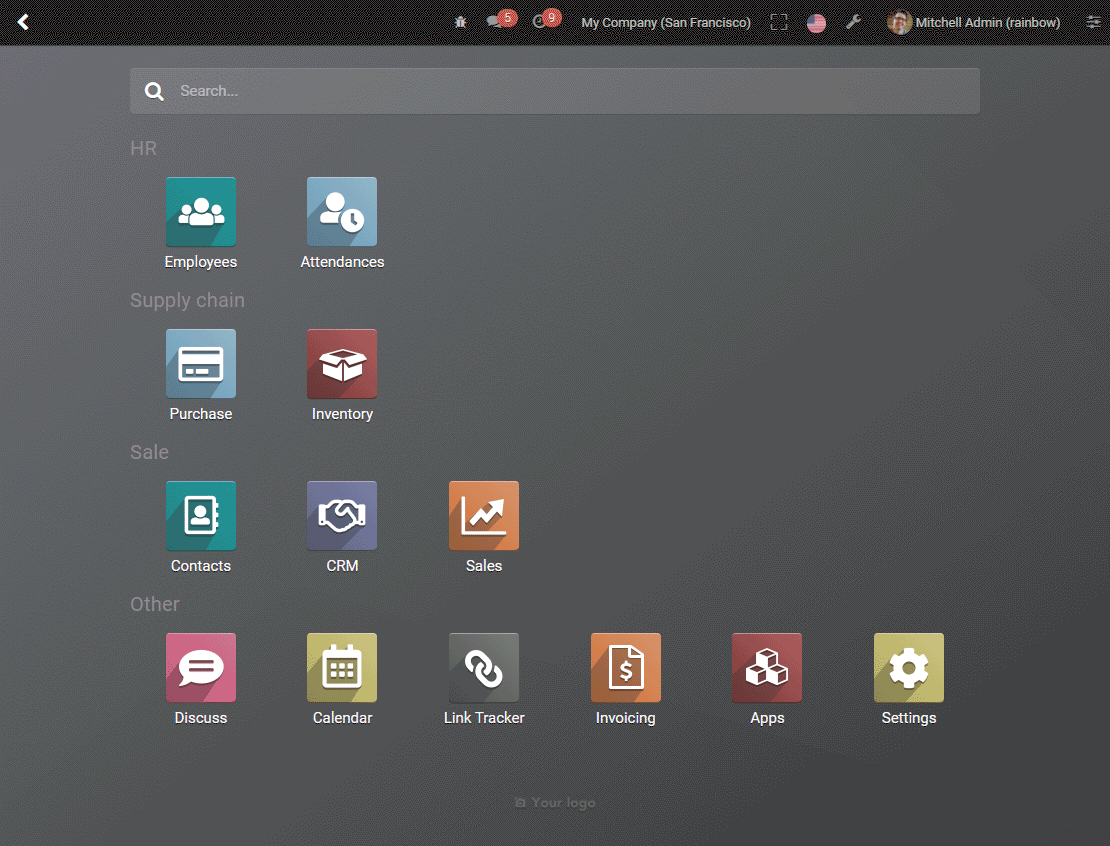 5 9 My Company (San Francisco) Mitchell Admin (rainbow)
Search...
HR
Employees Attendances
Supply chain
Purchase Inventory
Sale
Contacts CRM Sales
Other
Discuss Calendar Link Tracker Invoicing Apps Settings
Your logo